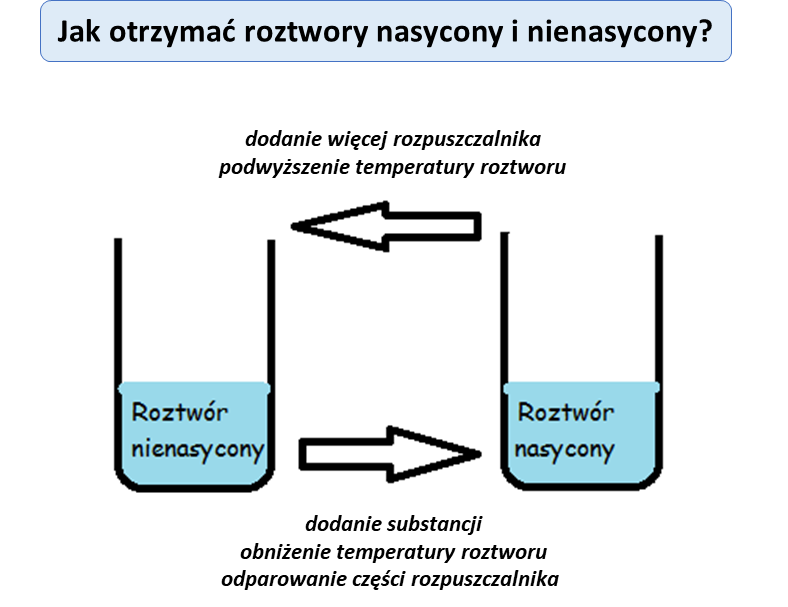 Jak otrzymać roztwory nasycony i nienasycony?
dodanie więcej rozpuszczalnika
podwyższenie temperatury roztworu
Roztwór
nienasycony
Roztwór
nasycony
dodanie substancji
obniżenie temperatury roztworu
odparowanie części rozpuszczalnika